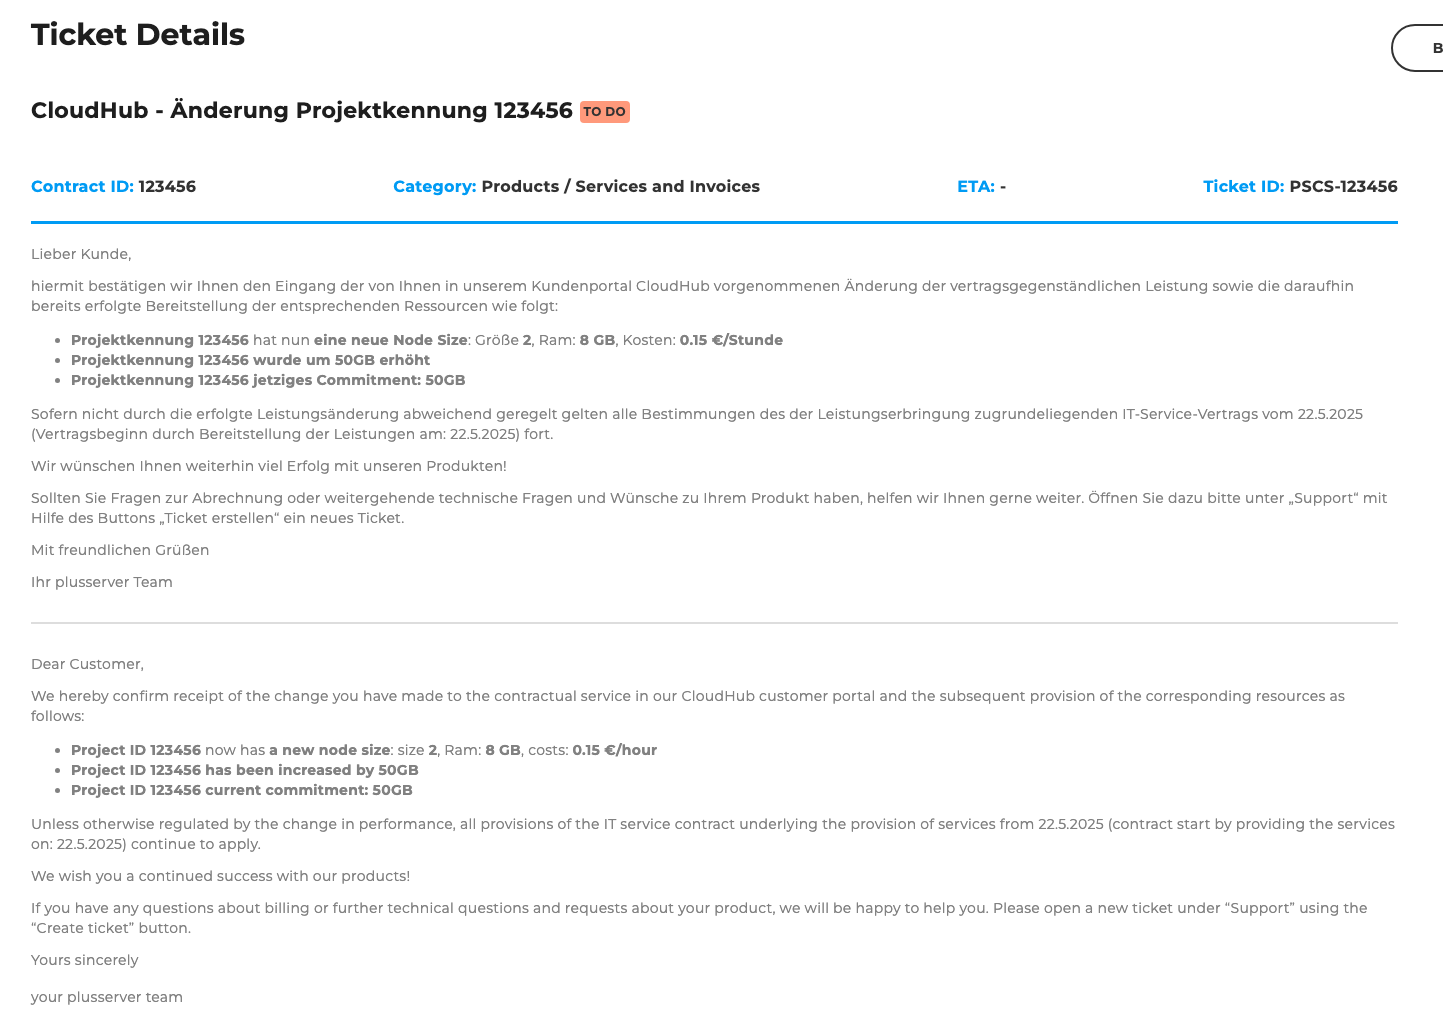 Ticket Details
B
CloudHub - Änderung Projektkennung 123456 TO DO
Contract ID: 123456 Category: Products / Services and Invoices ETA: - Ticket ID: PSCS-123456
Lieber Kunde,
hiermit bestätigen wir Ihnen den Eingang der von Ihnen in unserem Kundenportal CloudHub vorgenommenen Änderung der vertragsgegenständlichen Leistung sowie die daraufhin
bereits erfolgte Bereitstellung der entsprechenden Ressourcen wie folgt:
• Projektkennung 123456 hat nun eine neue Node Size: Größe 2, Ram: 8 GB, Kosten: 0.15 €/Stunde
• Projektkennung 123456 wurde um 50GB erhöht
• Projektkennung 123456 jetziges Commitment: 50GB
Sofern nicht durch die erfolgte Leistungsänderung abweichend geregelt gelten alle Bestimmungen des der Leistungserbringung zugrundeliegenden IT-Service-Vertrags vom 22.5.2025
(Vertragsbeginn durch Bereitstellung der Leistungen am: 22.5.2025) fort.
Wir wünschen Ihnen weiterhin viel Erfolg mit unseren Produkten!
Sollten Sie Fragen zur Abrechnung oder weitergehende technische Fragen und Wünsche zu Ihrem Produkt haben, helfen wir Ihnen gerne weiter. Öffnen Sie dazu bitte unter „Support“ mit
Hilfe des Buttons „Ticket erstellen“ ein neues Ticket.
Mit freundlichen Grüßen
Ihr plusserver Team
Dear Customer,
We hereby confirm receipt of the change you have made to the contractual service in our CloudHub customer portal and the subsequent provision of the corresponding resources as
follows:
• Project ID 123456 now has a new node size: size 2, Ram: 8 GB, costs: 0.15 €/hour
• Project ID 123456 has been increased by 50GB
• Project ID 123456 current commitment: 50GB
Unless otherwise regulated by the change in performance, all provisions of the IT service contract underlying the provision of services from 22.5.2025 (contract start by providing the services
on: 22.5.2025) continue to apply.
We wish you a continued success with our products!
If you have any questions about billing or further technical questions and requests about your product, we will be happy to help you. Please open a new ticket under “Support” using the
“Create ticket” button.
Yours sincerely
your plusserver team